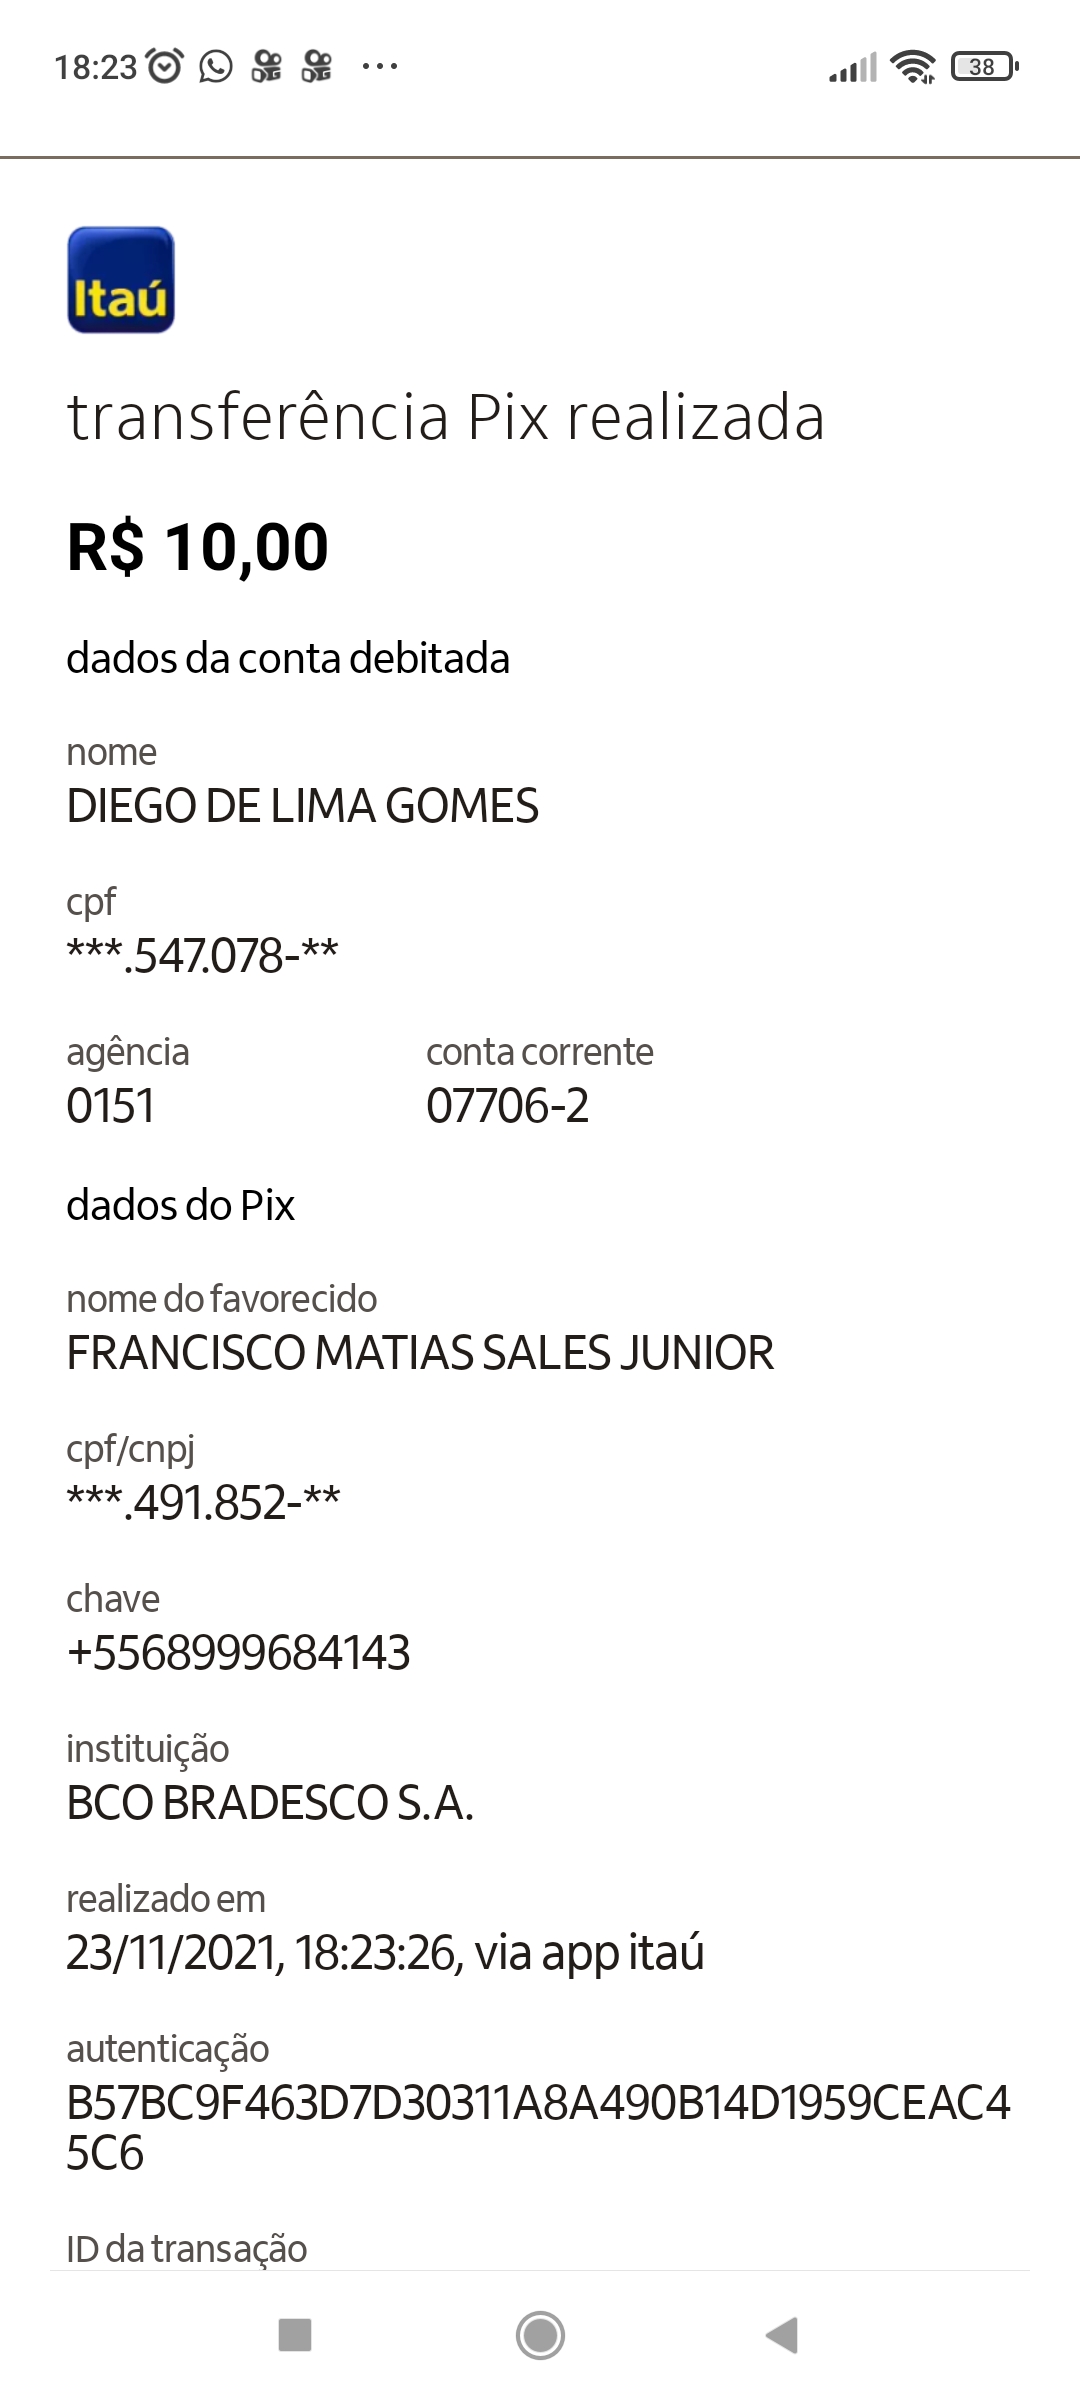 18:23 ...
38
Itaú
transferência Pix realizada
R$ 10,00
dados da conta debitada
nome
DIEGO DE LIMA GOMES
cpf
***.547.078-**
agência conta corrente
0151 07706-2
dados do Pix
nome do favorecido
FRANCISCO MATIAS SALES JUNIOR
cpf/cnpj
***.491.852-**
chave
+5568999684143
instituição
BCO BRADESCO S.A.
realizado em
23/11/2021, 18:23:26, via app itaú
autenticação
B57BC9F463D7D30311A8A490B14D1959CEAC4
5C6
ID da transação